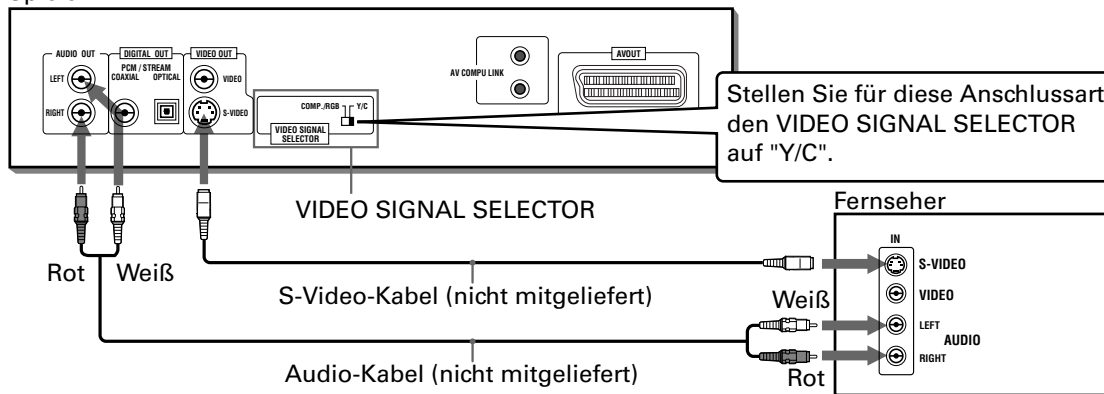 AUDIO OUT
DIGITAL OUT
VIDEO OUT
PCM / STREAM
COAXIAL OPTICAL
LEFT
RIGHT
VIDEO
S-VIDEO
COMP./RGB
Y/C
VIDEO SIGNAL
SELECTOR
AV COMPU LINK
AVOUT
Stellen Sie für diese Anschlussart
den VIDEO SIGNAL SELECTOR
auf "Y/C".
VIDEO SIGNAL SELECTOR
Fernseher
Rot
Weiß
S-Video-Kabel (nicht mitgeliefert)
Audio-Kabel (nicht mitgeliefert)
Weiß
Rot
IN
S-VIDEO
VIDEO
LEFT
AUDIO
RIGHT